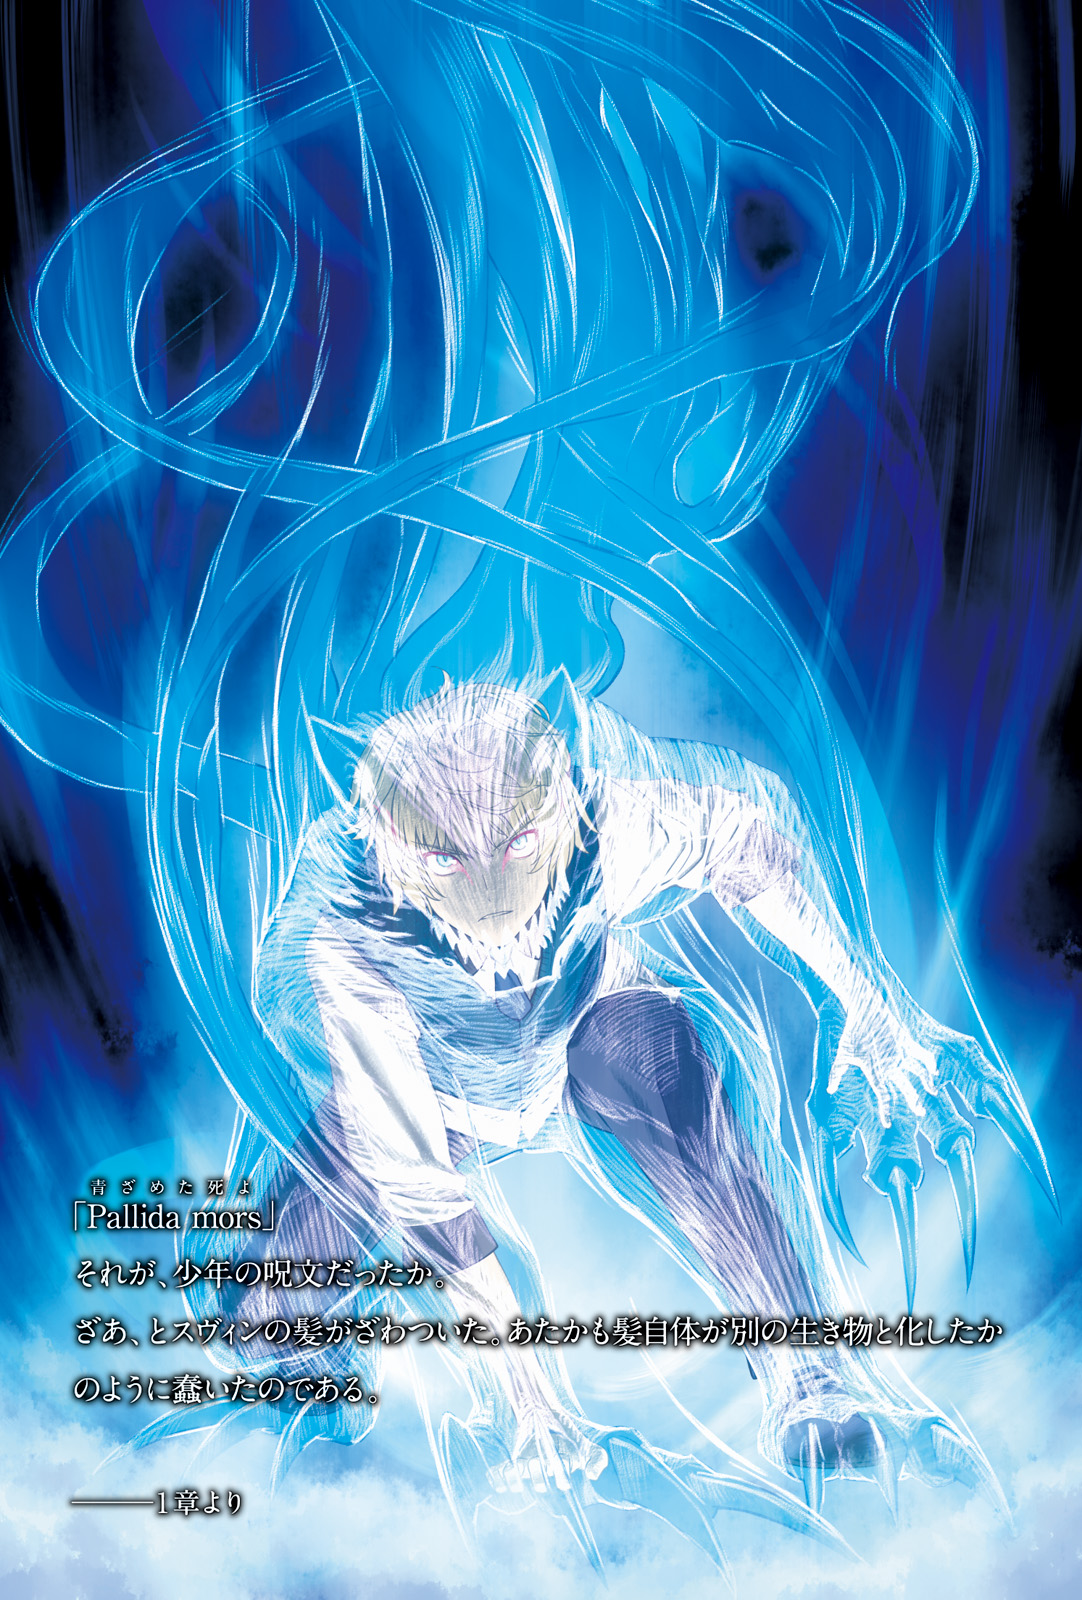 青ざめた死よ
「Pallida mors」
それが、少年の呪文だったか。
ざあ、とスヴィンの髪がざわついた。あたかも髪自体が別の生き物と化したか
のように蠢いたのである。
———1章より